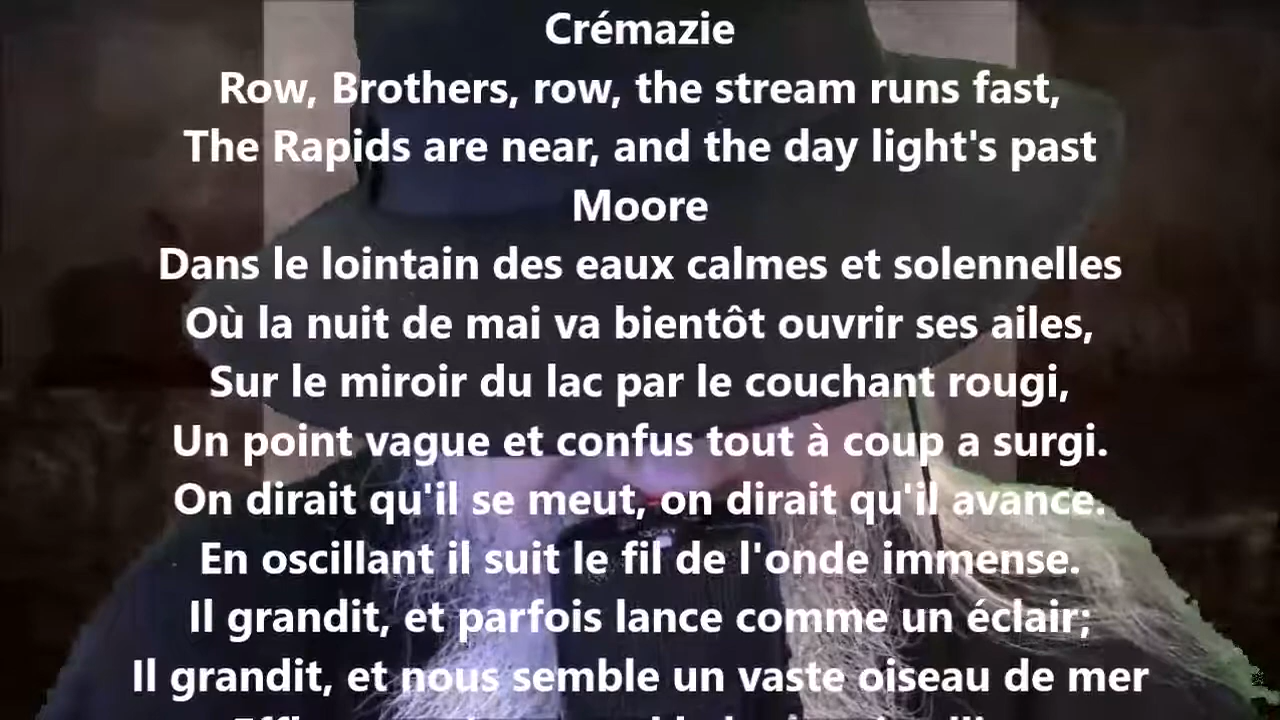 Crémazie
Row, Brothers, row, the stream runs fast,
The Rapids are near, and the day light's past
Moore
Dans le lointain des eaux calmes et solennelles
Où la nuit de mai va bientôt ouvrir ses ailes,
Sur le miroir du lac par le couchant rougi,
Un point vague et confus tout à coup a surgi.
On dirait qu'il se meut, on dirait qu'il avance.
En oscillant il suit le fil de l'onde immense.
Il grandit, et parfois lance comme un éclair;
Il grandit, et nous semble un vaste oiseau de mer